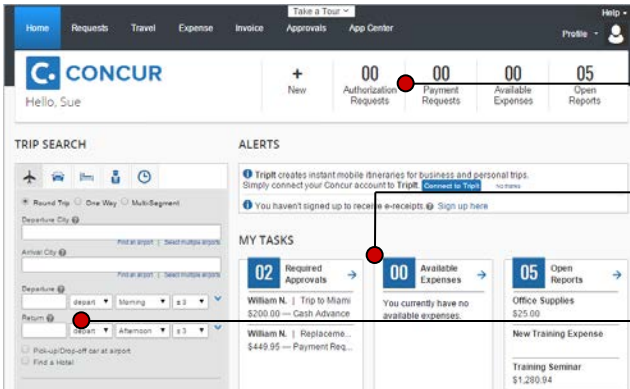 Take a Tour
Help
Home Requests Travel Expense Invoice Approvals App Center
Profile
C. CONCUR
Hello, Sue
+ New
00 Authorization Requests
00 Payment Requests
00 Available Expenses
05 Open Reports
TRIP SEARCH
Round Trip One Way Multi-Segment
Departure City
Find an airport | Select multiple airports
Arrival City
Find an airport | Select multiple airports
Departure
depart Morning ±3
Return
depart Afternoon ±3
Pick-up/Drop-off car at airport
Find a Hotel
ALERTS
TripIt creates instant mobile itineraries for business and personal trips.
Simply connect your Concur account to TripIt. Connect to TripIt no thanks
You haven't signed up to receive e-receipts. Sign up here
MY TASKS
02 Required Approvals →
William N. | Trip to Miami
$200.00 — Cash Advance
William N. | Replaceme...
$449.95 — Payment Req...
00 Available Expenses →
You currently have no
available expenses.
05 Open Reports →
Office Supplies
$25.00
New Training Expense
Training Seminar
$1,280.94